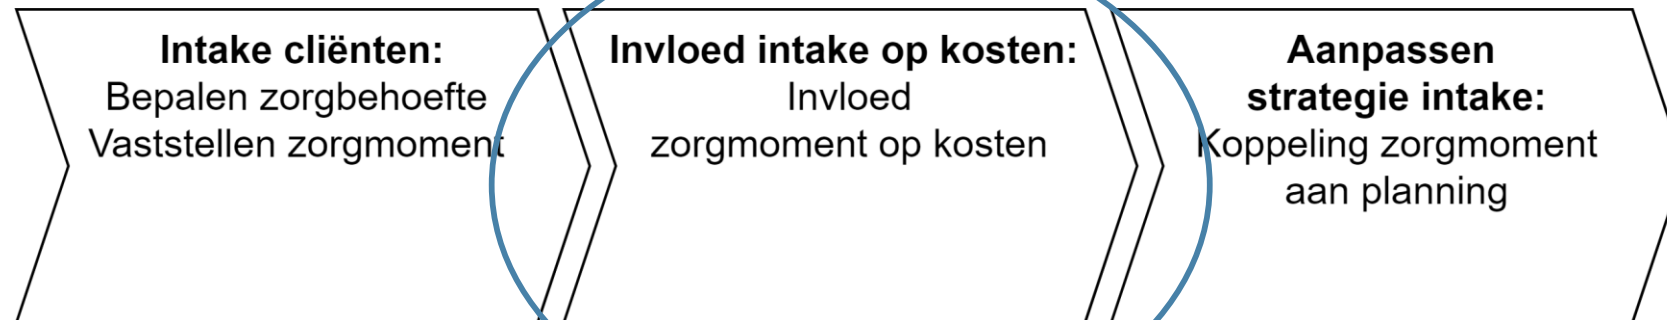 Intake cliënten:
Bepalen zorgbehoefte
Vaststellen zorgmoment
Invloed intake op kosten:
Invloed
zorgmoment op kosten
Aanpassen
strategie intake:
Koppeling zorgmoment
aan planning